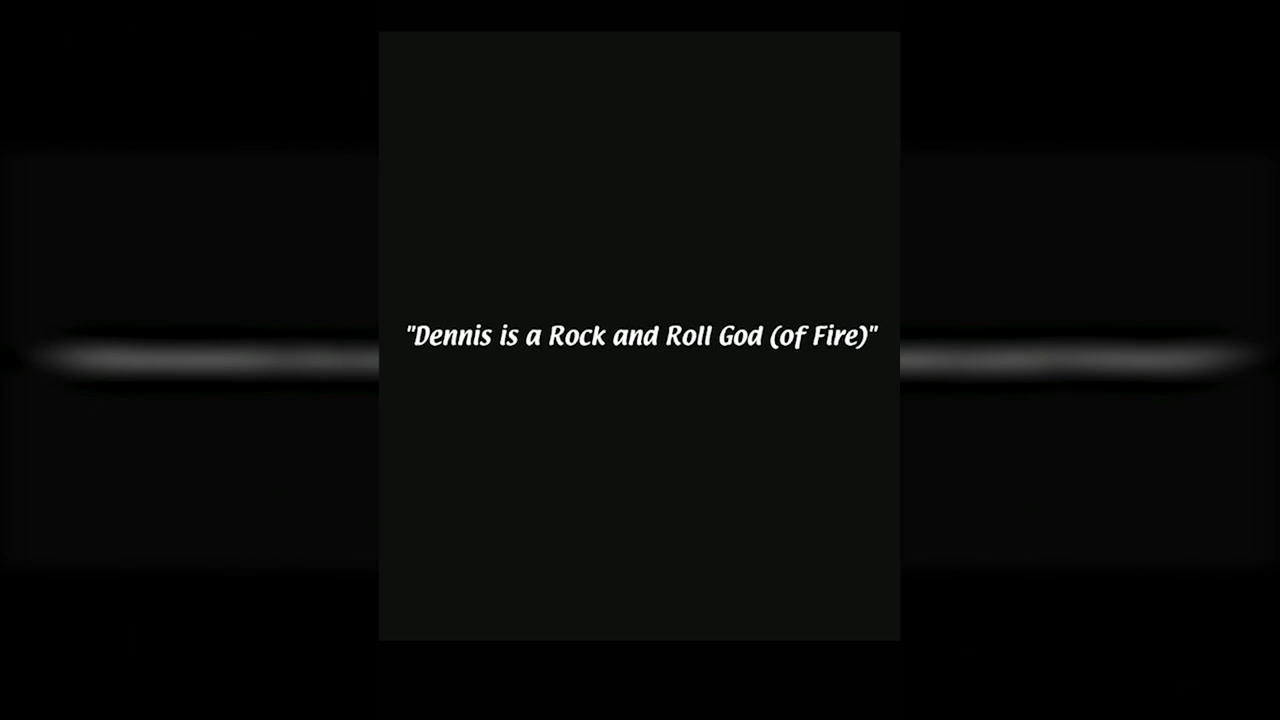 "Dennis is a Rock and Roll God (of Fire)"